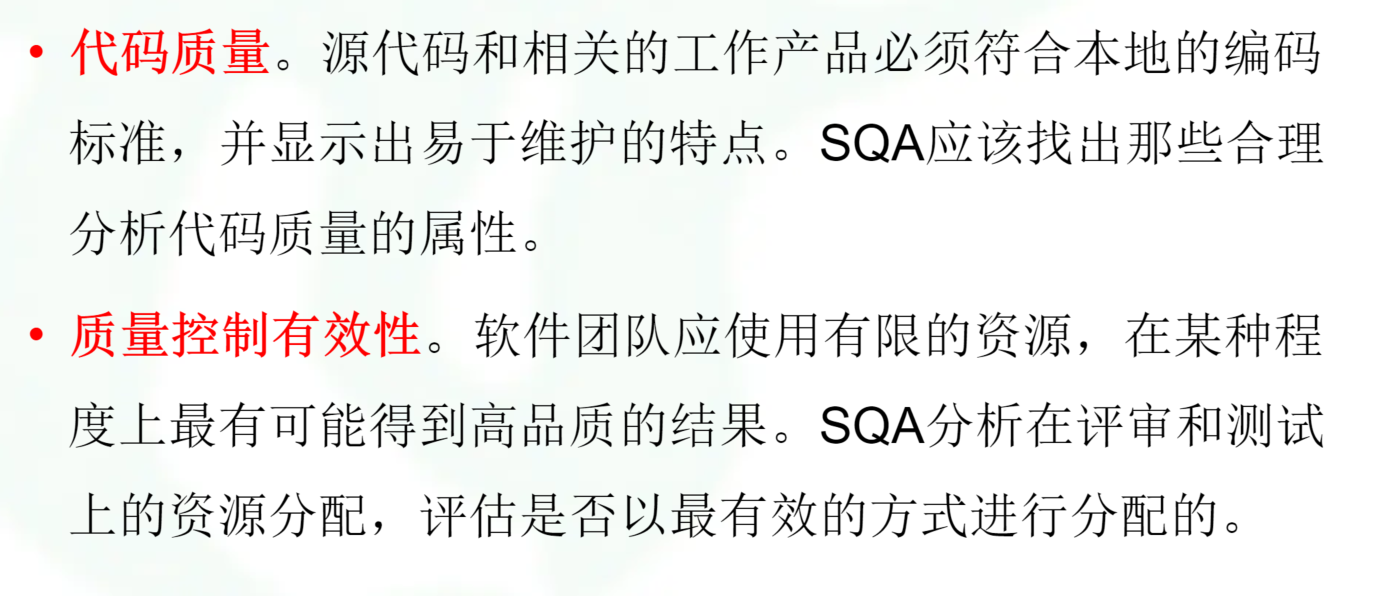 • 代码质量。源代码和相关的工作产品必须符合本地的编码
标准，并显示出易于维护的特点。SQA应该找出那些合理
分析代码质量的属性。
• 质量控制有效性。软件团队应使用有限的资源，在某种程
度上最有可能得到高品质的结果。SQA分析在评审和测试
上的资源分配，评估是否以最有效的方式进行分配的。